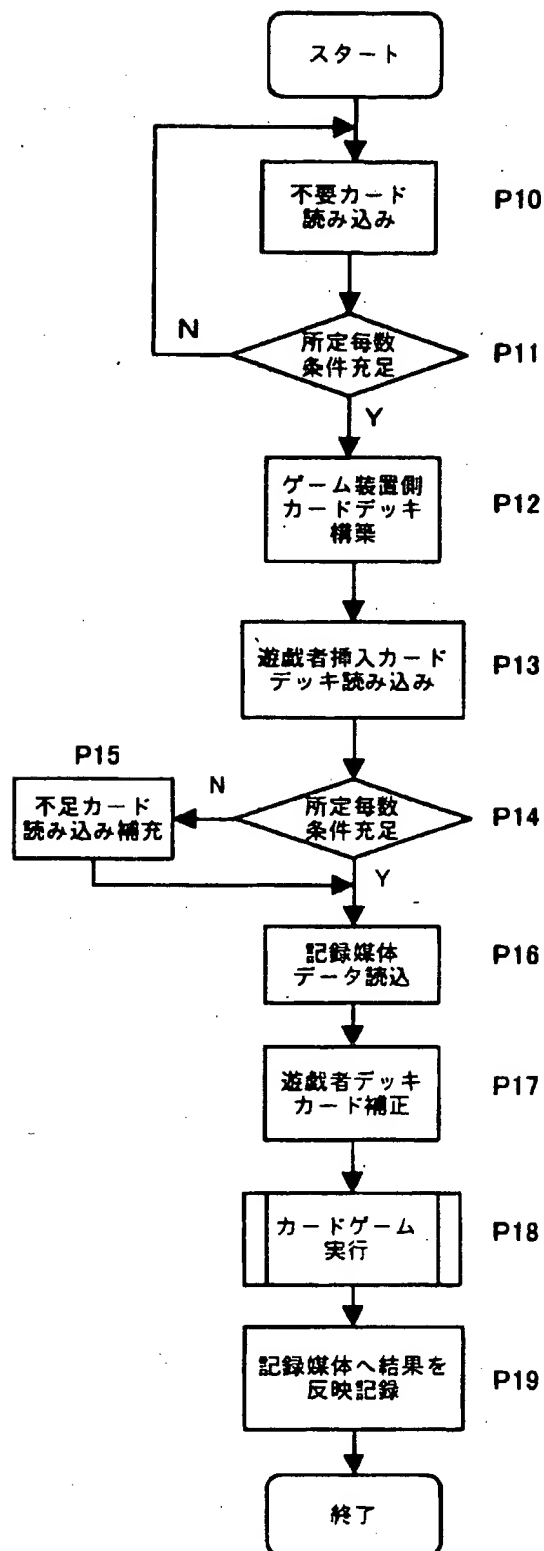 スタート
不要カード
読み込み
P10
N
所定毎数
条件充足
P11
Y
ゲーム装置側
カードデッキ
構築
P12
遊戯者挿入カード
デッキ読み込み
P13
P15
不足カード
読み込み補充
N
所定毎数
条件充足
P14
Y
記録媒体
データ読込
P16
遊戯者デッキ
カード補正
P17
カードゲーム
実行
P18
記録媒体へ結果を
反映記録
P19
終了